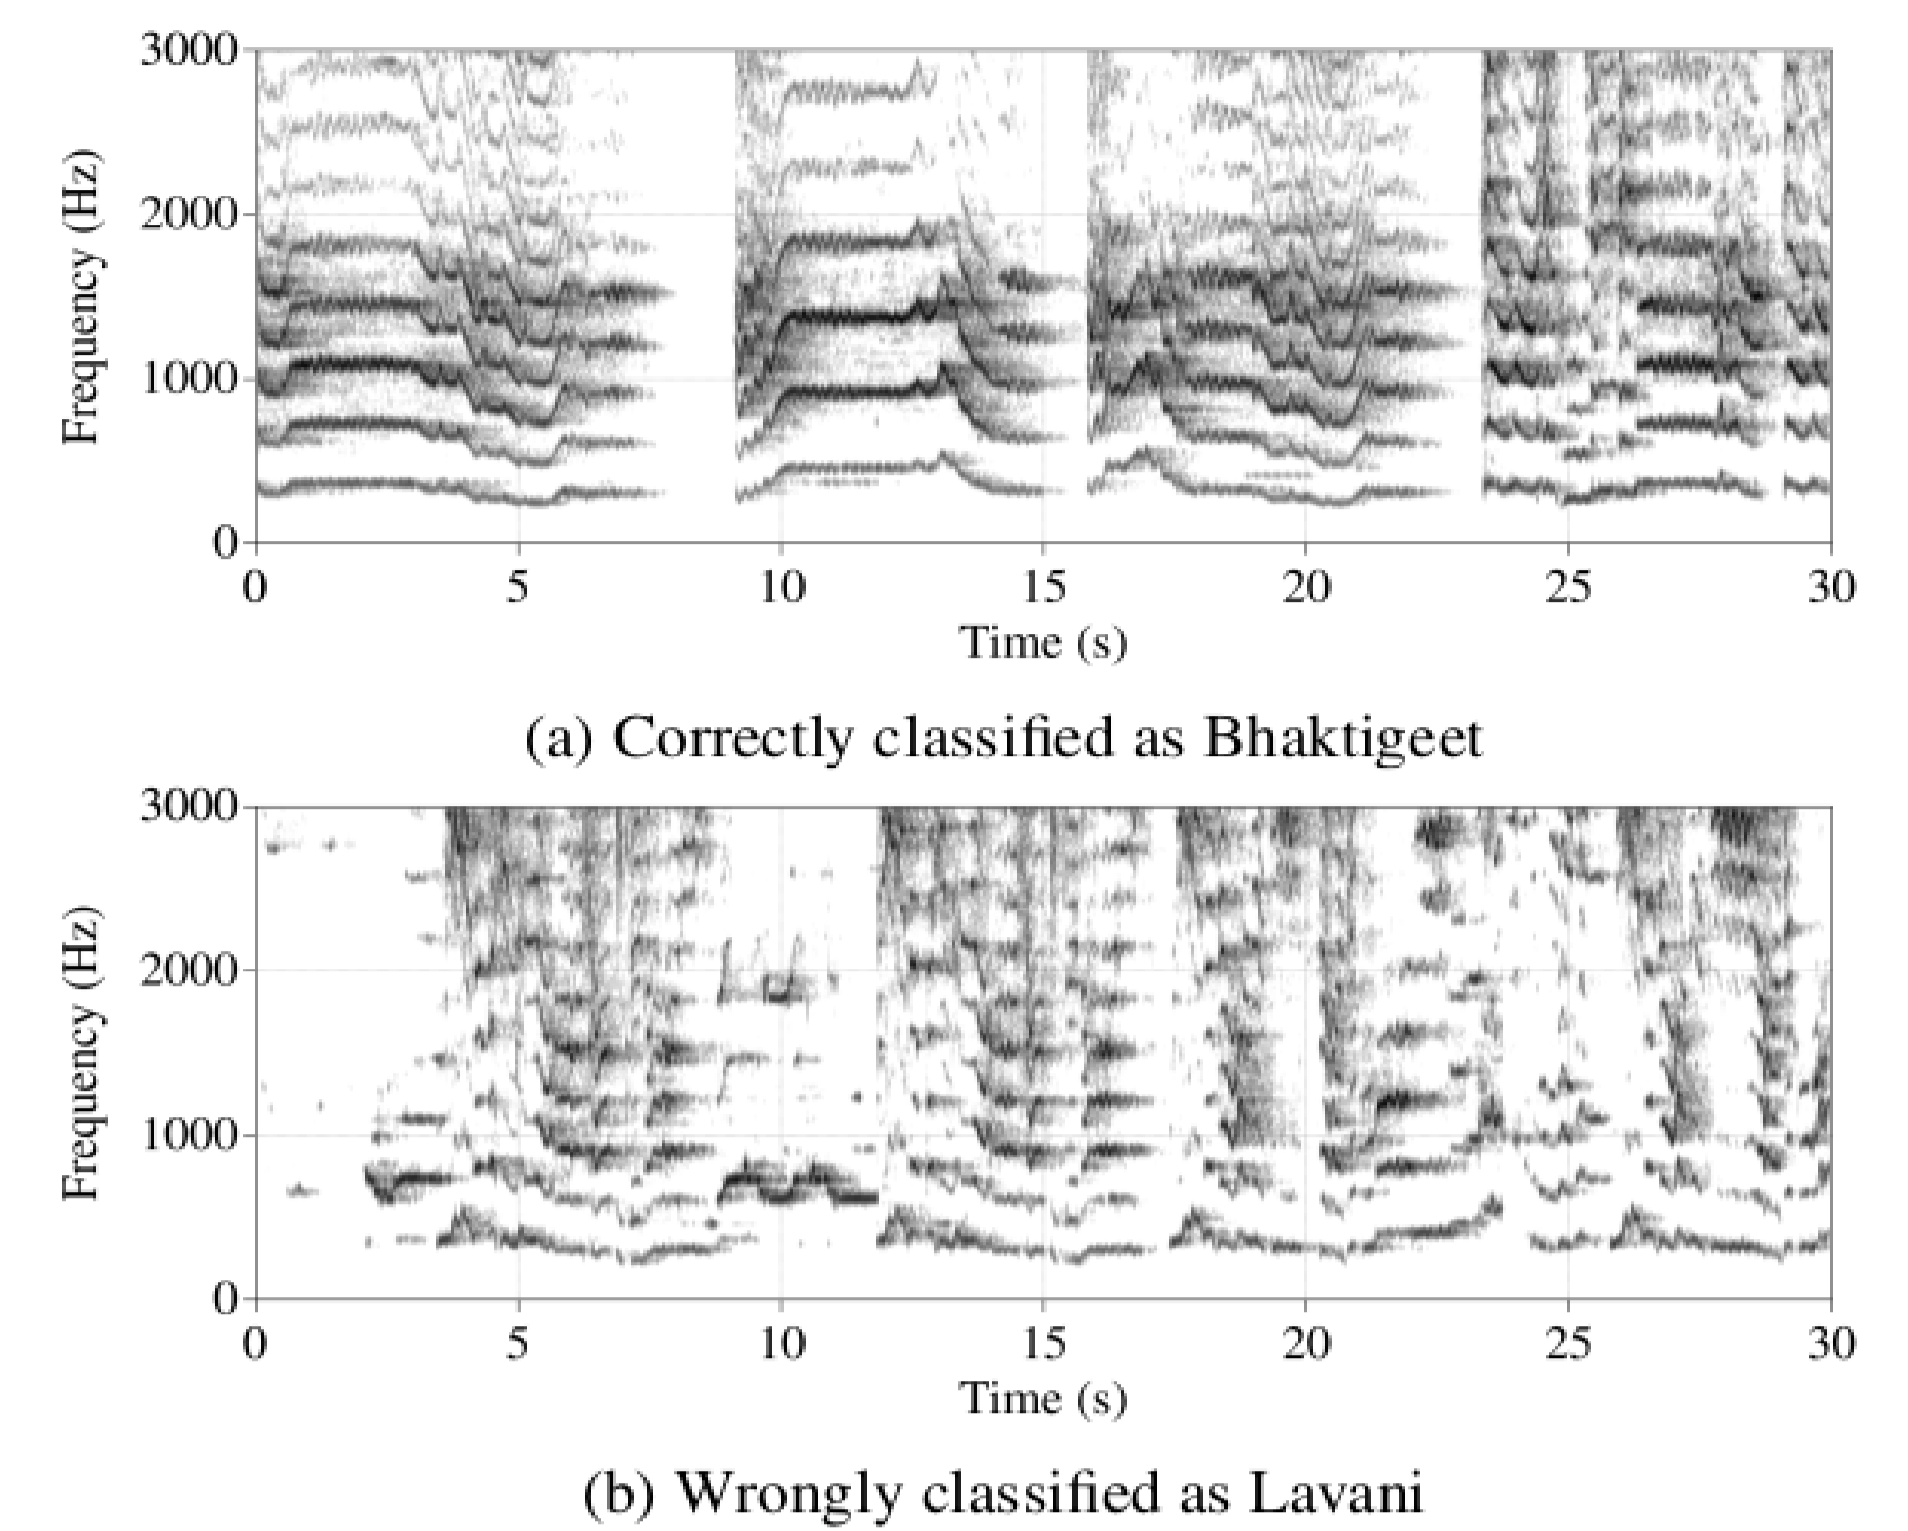 3000
2000
1000
0
Frequency (Hz)
0 5 10 15 20 25 30
Time (s)
(a) Correctly classified as Bhaktigeet
3000
2000
1000
0
Frequency (Hz)
0 5 10 15 20 25 30
Time (s)
(b) Wrongly classified as Lavani